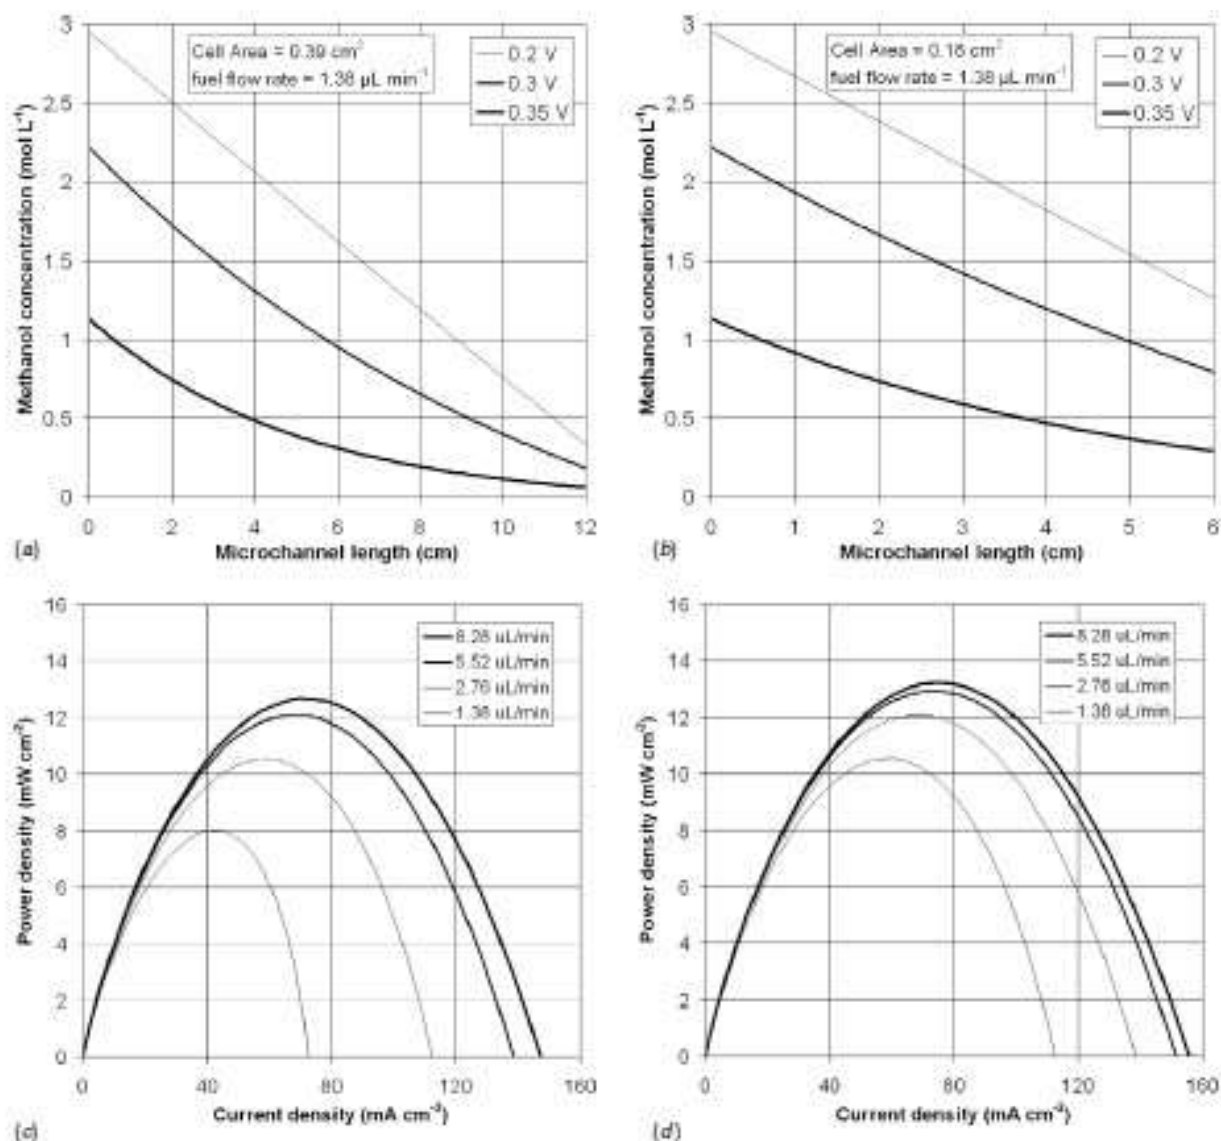 3
2.5
2
1.5
1
0.5
0
Methanol concentration (mol L⁻¹)
Cell Area = 0.39 cm²
fuel flow rate = 1.38 µL min⁻¹
0.2 V
0.3 V
0.35 V
0 2 4 6 8 10 12
Microchannel length (cm)
(a)
3
2.5
2
1.5
1
0.5
0
Methanol concentration (mol L⁻¹)
Cell Area = 0.16 cm²
fuel flow rate = 1.38 µL min⁻¹
0.2 V
0.3 V
0.35 V
0 1 2 3 4 5 6
Microchannel length (cm)
(b)
16
14
12
10
8
6
4
2
0
Power density (mW cm⁻²)
8.28 uL/min
5.52 uL/min
2.76 uL/min
1.38 uL/min
0 40 80 120 160
Current density (mA cm⁻²)
(c)
16
14
12
10
8
6
4
2
0
Power density (mW cm⁻²)
8.28 uL/min
5.52 uL/min
2.76 uL/min
1.38 uL/min
0 40 80 120 160
Current density (mA cm⁻²)
(d)